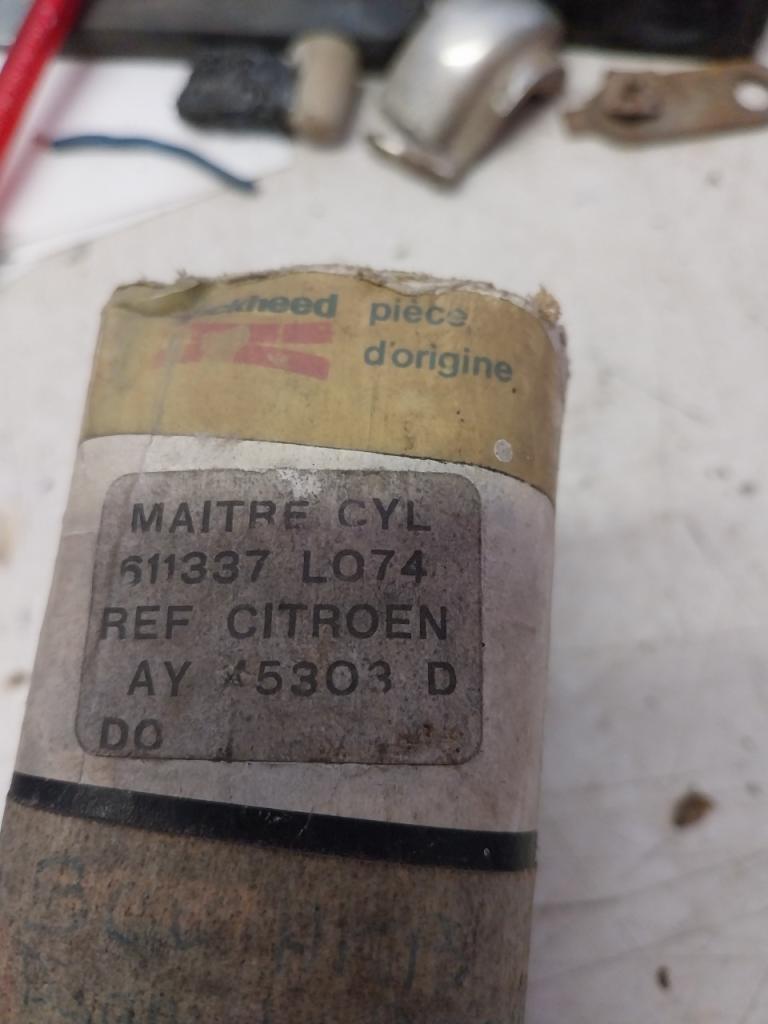 pièce
d'origine
MAITRE CYL
611337 LO74
REF CITROEN
AY 45303 D
DO